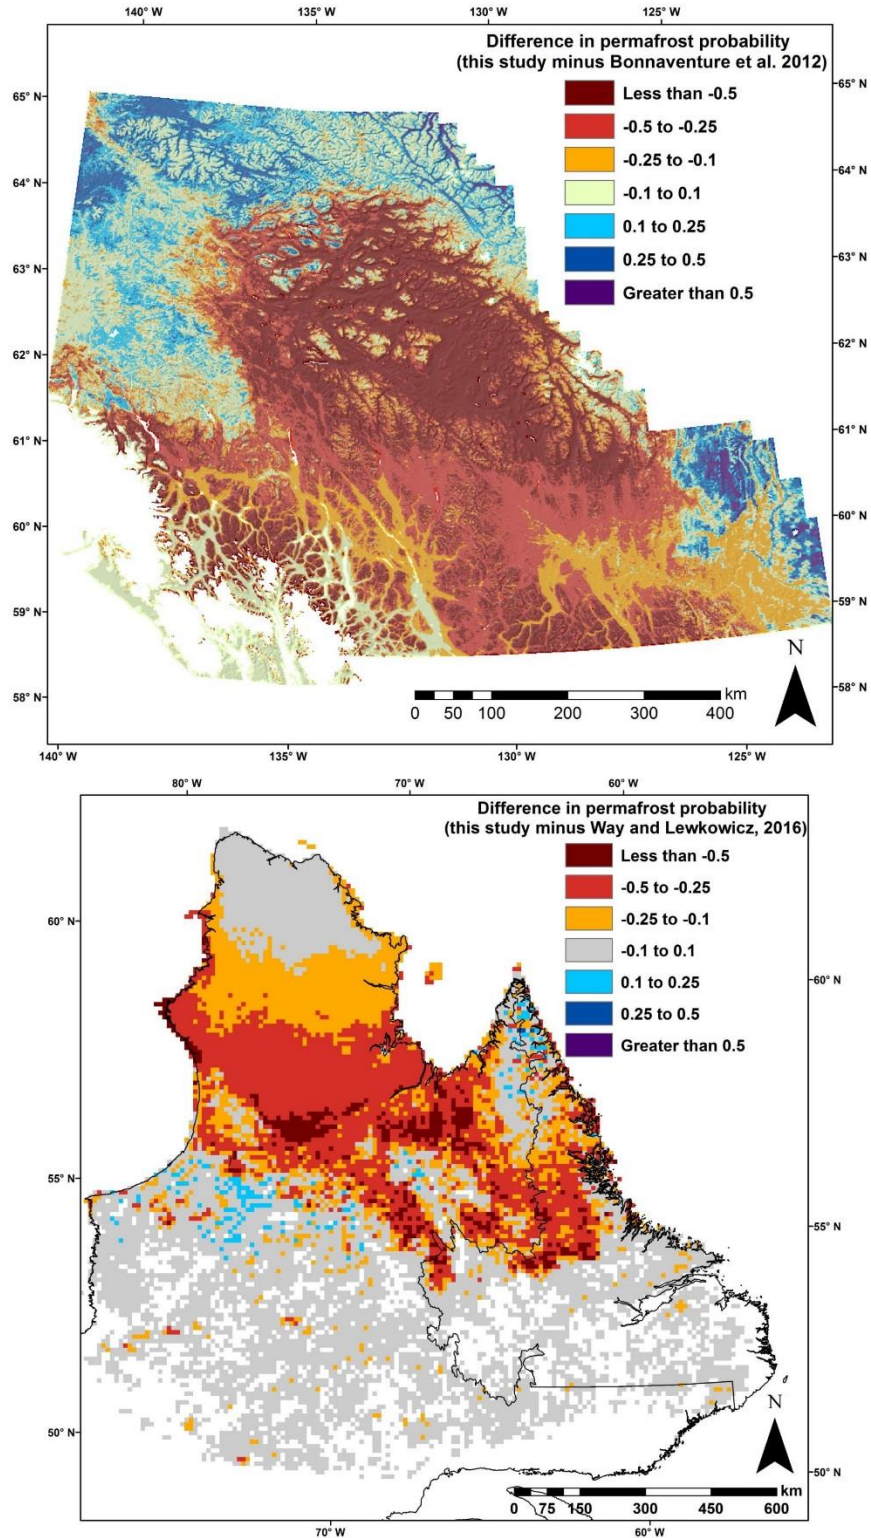 140° W 135° W 130° W 125° W
Difference in permafrost probability
(this study minus Bonnaventure et al. 2012)
Less than -0.5
-0.5 to -0.25
-0.25 to -0.1
-0.1 to 0.1
0.1 to 0.25
0.25 to 0.5
Greater than 0.5
65° N 65° N
64° N 64° N
63° N 63° N
62° N 62° N
61° N 61° N
60° N 60° N
59° N 59° N
58° N 58° N
N
km
0 50 100 200 300 400
140° W 135° W 130° W 125° W
80° W 70° W 60° W
Difference in permafrost probability
(this study minus Way and Lewkowicz, 2016)
Less than -0.5
-0.5 to -0.25
-0.25 to -0.1
-0.1 to 0.1
0.1 to 0.25
0.25 to 0.5
Greater than 0.5
60° N 60° N
55° N 55° N
50° N 50° N
N
km
0 75 150 300 450 600
70° W 60° W